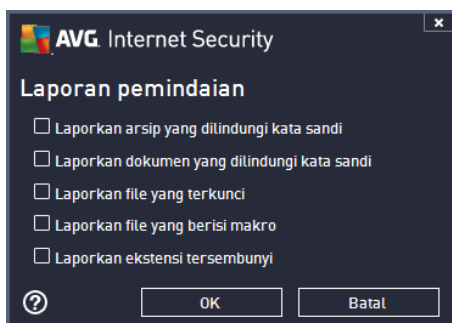 AVG. Internet Security
x
Laporan pemindaian
Laporkan arsip yang dilindungi kata sandi
Laporkan dokumen yang dilindungi kata sandi
Laporkan file yang terkunci
Laporkan file yang berisi makro
Laporkan ekstensi tersembunyi
? OK Batal